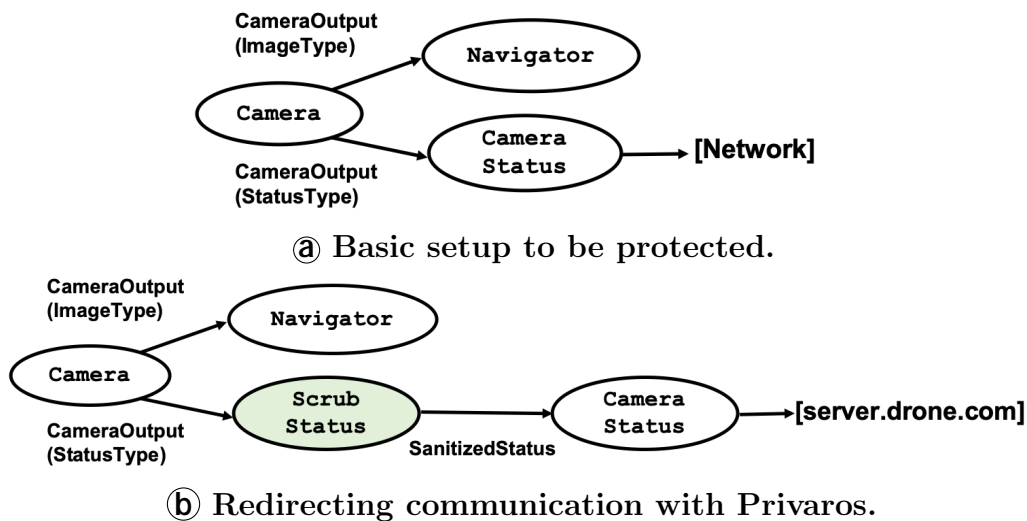 CameraOutput
(ImageType)
Navigator
Camera
Camera
Status
[Network]
CameraOutput
(StatusType)
ⓐ Basic setup to be protected.
CameraOutput
(ImageType)
Navigator
Camera
Scrub
Status
Camera
Status
[server.drone.com]
CameraOutput
(StatusType)
SanitizedStatus
ⓑ Redirecting communication with Privaros.